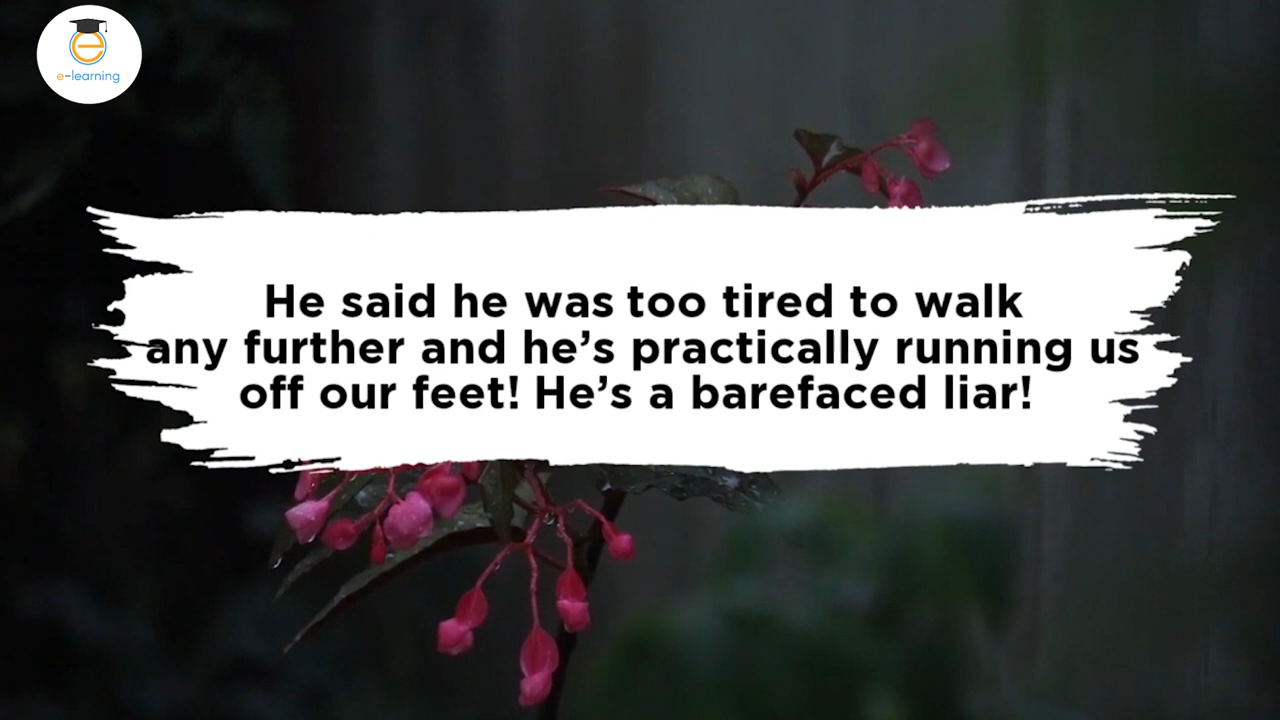 e-learning
He said he was too tired to walk
any further and he’s practically running us
off our feet! He’s a barefaced liar!